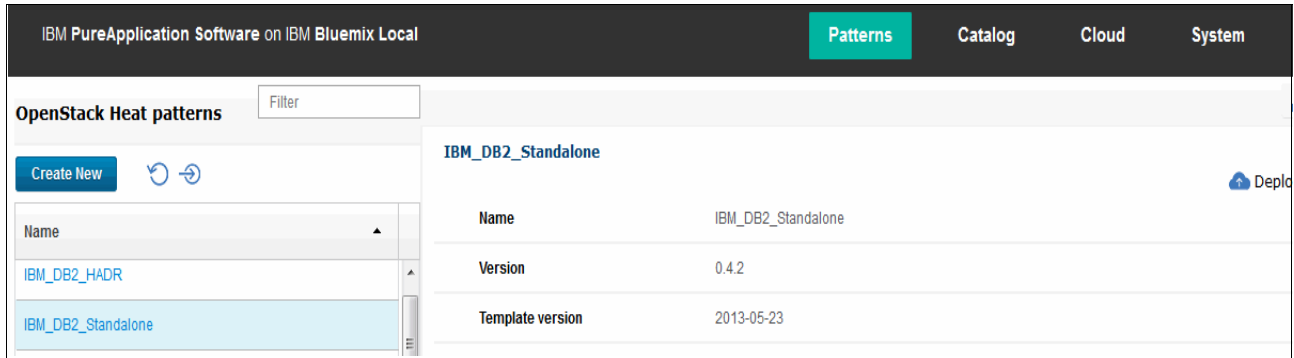 IBM PureApplication Software on IBM Bluemix Local
Patterns
Catalog
Cloud
System
OpenStack Heat patterns
Filter
Create New
Name
IBM_DB2_HADR
IBM_DB2_Standalone
IBM_DB2_Standalone
Deplo
Name
IBM_DB2_Standalone
Version
0.4.2
Template version
2013-05-23